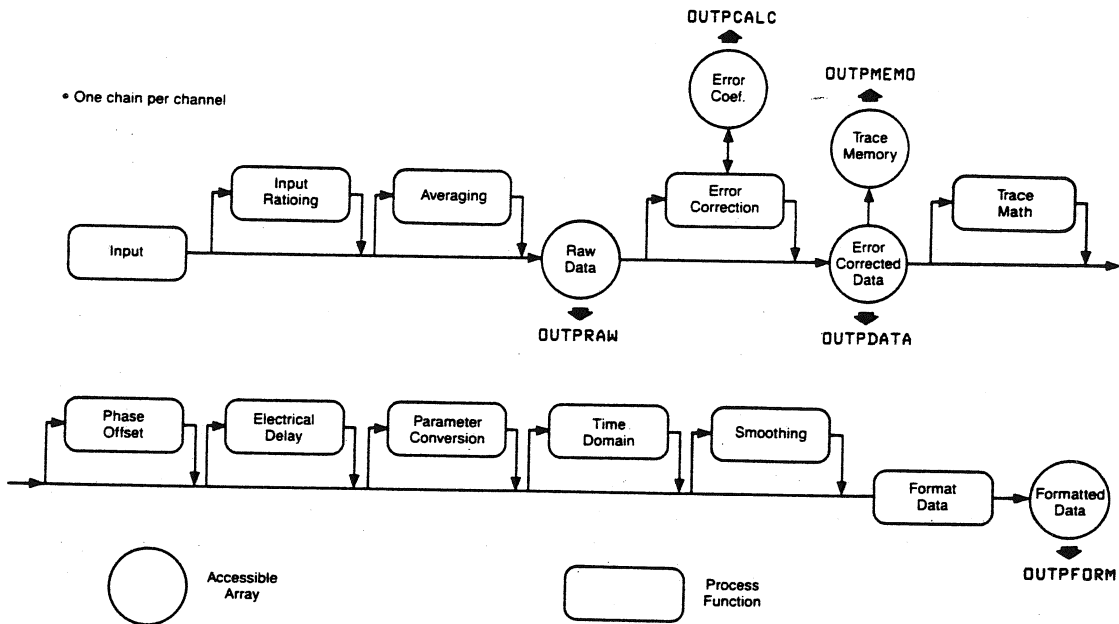 OUTPCALC
Error
Coef.
OUTPMEMO
• One chain per channel
Trace
Memory
Input
Ratioing
Averaging
Error
Correction
Trace
Math
Input
Raw
Data
Error
Corrected
Data
OUTPRAW
OUTPDATA
Phase
Offset
Electrical
Delay
Parameter
Conversion
Time
Domain
Smoothing
Format
Data
Formatted
Data
OUTPFORM
Accessible
Array
Process
Function